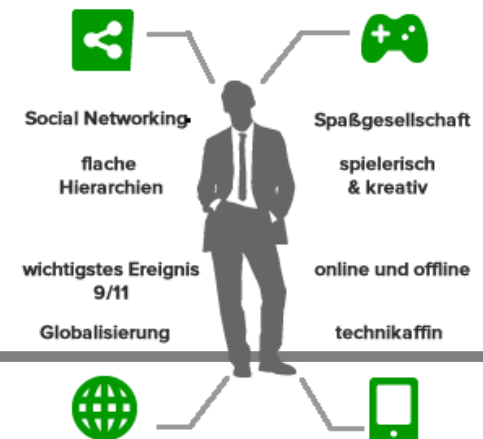 Social Networking
Spaßgesellschaft
flache
Hierarchien
spielerisch
& kreativ
wichtigstes Ereignis
9/11
online und offline
Globalisierung
technikaffin